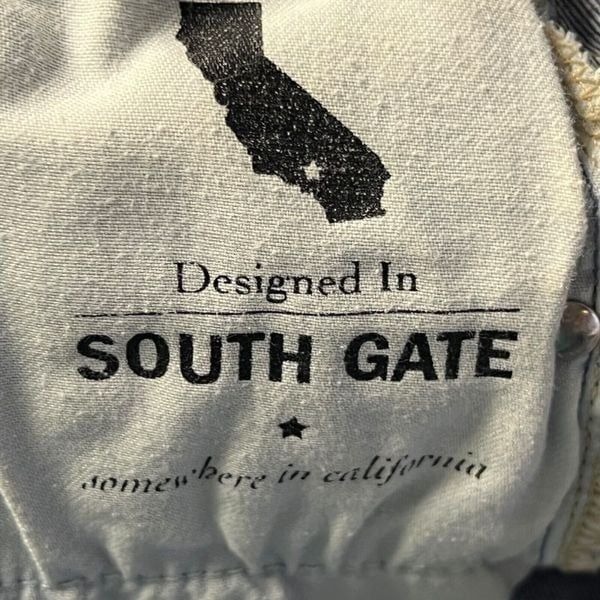 Designed In
SOUTH GATE
somewhere in california